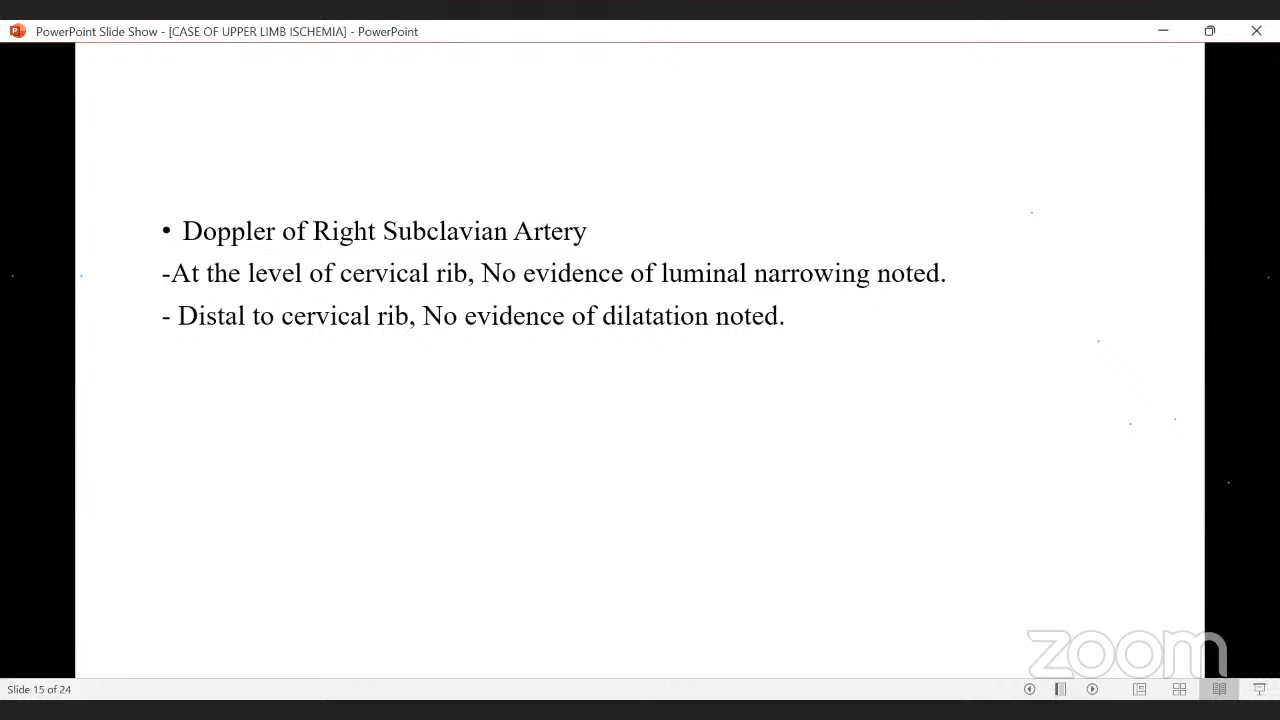 PowerPoint Slide Show - [CASE OF UPPER LIMB ISCHEMIA] - PowerPoint
• Doppler of Right Subclavian Artery
-At the level of cervical rib, No evidence of luminal narrowing noted.
- Distal to cervical rib, No evidence of dilatation noted.
zoom
Slide 15 of 24